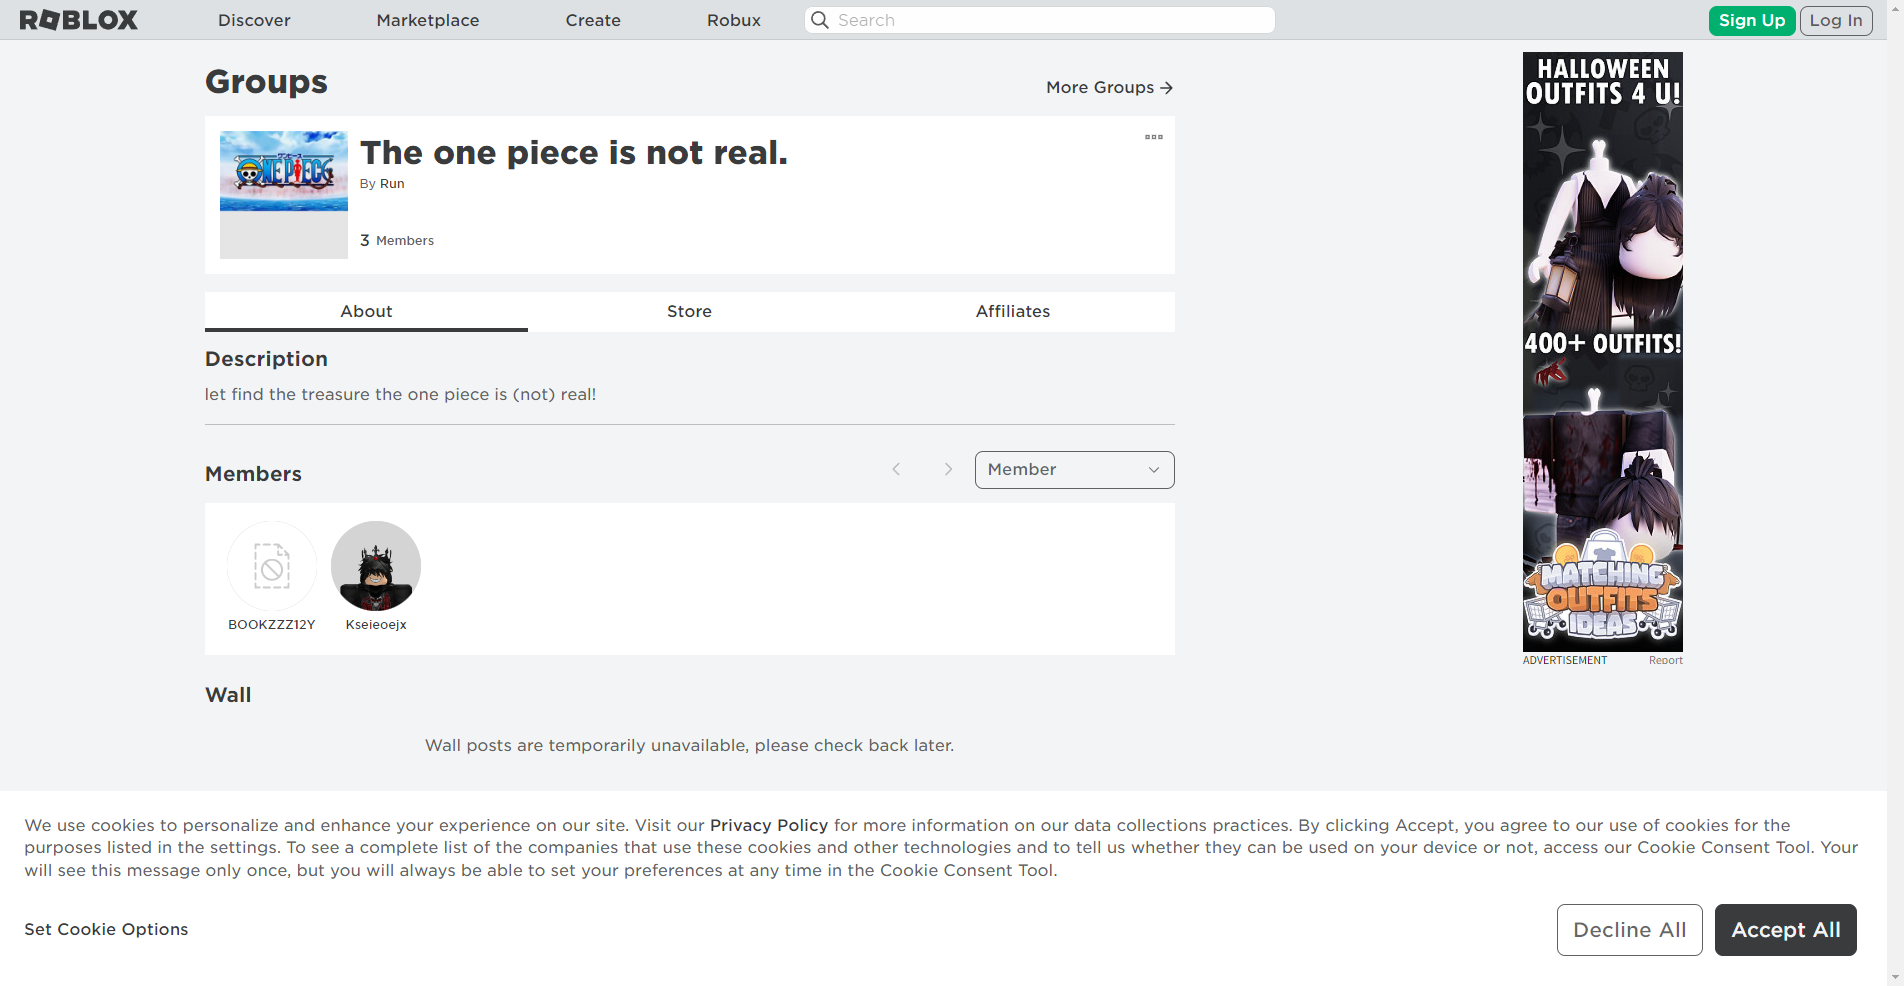 ROBLOX
Discover
Marketplace
Create
Robux
Search
Sign Up
Log In
Groups
More Groups
The one piece is not real.
By Run
3 Members
ONE PIECE
About
Store
Affiliates
Description
let find the treasure the one piece is (not) real!
Members
Member
BOOKZZZ12Y
Kseieoejx
Wall
Wall posts are temporarily unavailable, please check back later.
HALLOWEEN
OUTFITS 4 U!
400+ OUTFITS!
MATCHING
OUTFITS
IDEAS
ADVERTISEMENT
Report
We use cookies to personalize and enhance your experience on our site. Visit our Privacy Policy for more information on our data collections practices. By clicking Accept, you agree to our use of cookies for the
purposes listed in the settings. To see a complete list of the companies that use these cookies and other technologies and to tell us whether they can be used on your device or not, access our Cookie Consent Tool. Your
will see this message only once, but you will always be able to set your preferences at any time in the Cookie Consent Tool.
Set Cookie Options
Decline All
Accept All